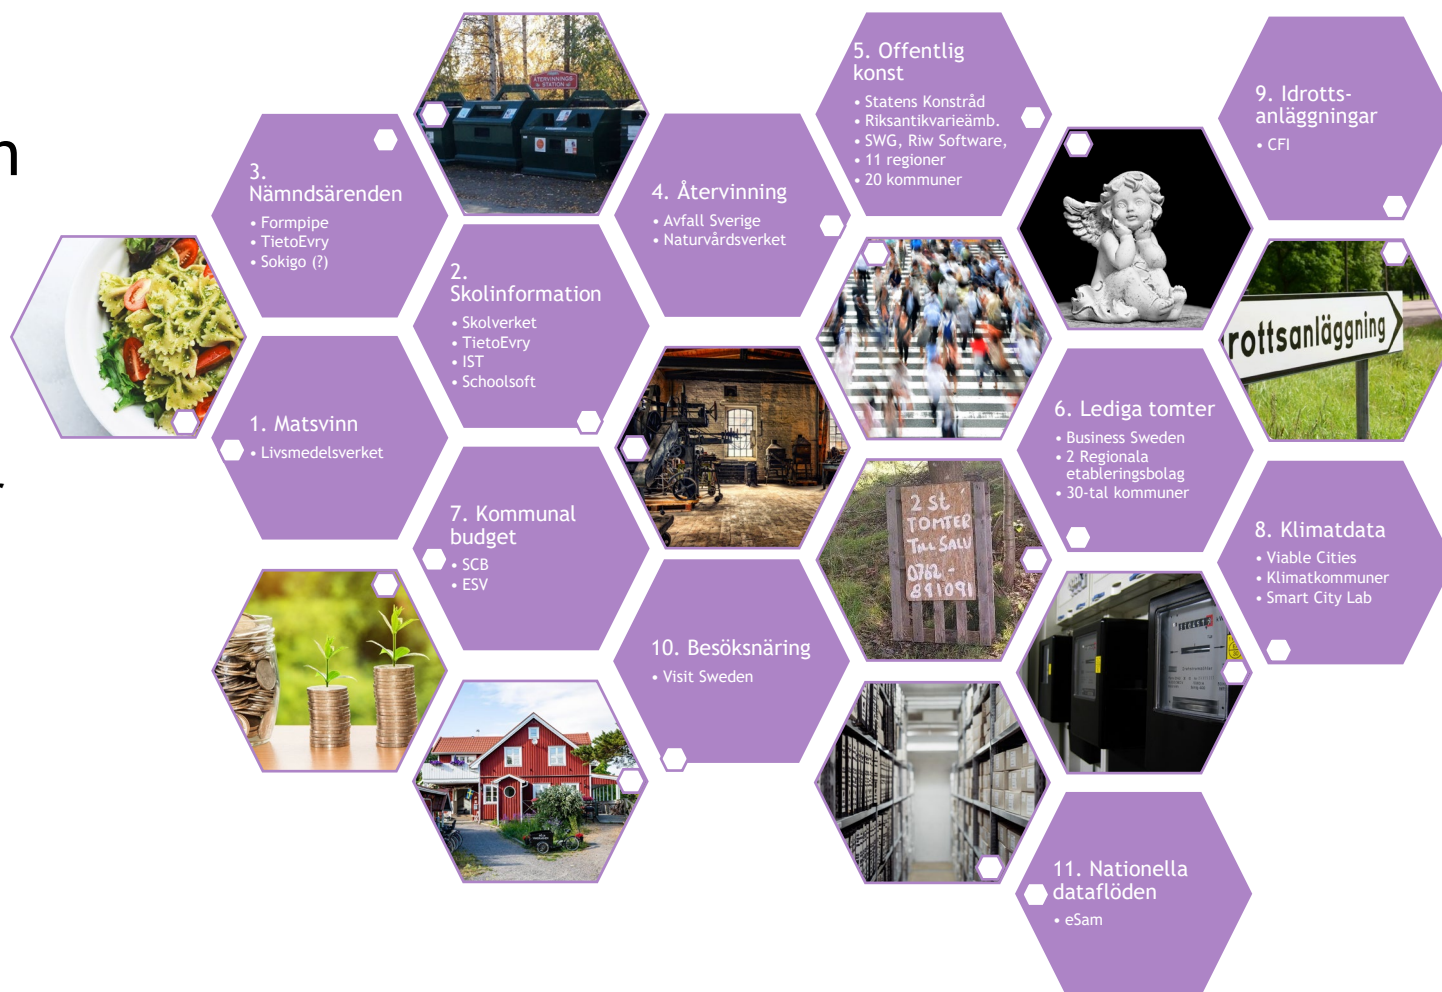 n
r
3.
Nämndsärenden
• Formpipe
• TietoEvry
• Sokigo (?)
ÅTERVINNINGS-
STATION
4. Återvinning
• Avfall Sverige
• Naturvårdsverket
5. Offentlig
konst
• Statens Konstråd
• Riksantikvarieämb.
• SWG, Riw Software,
• 11 regioner
• 20 kommuner
9. Idrotts-
anläggningar
• CFI
2.
Skolinformation
• Skolverket
• TietoEvry
• IST
• Schoolsoft
rottsanläggning
1. Matsvinn
• Livsmedelsverket
6. Lediga tomter
• Business Sweden
• 2 Regionala
etableringsbolag
• 30-tal kommuner
7. Kommunal
budget
• SCB
• ESV
2 St
TOMTER
TILL SALU
0762-
891091
8. Klimatdata
• Viable Cities
• Klimatkommuner
• Smart City Lab
10. Besöksnäring
• Visit Sweden
11. Nationella
dataflöden
• eSam